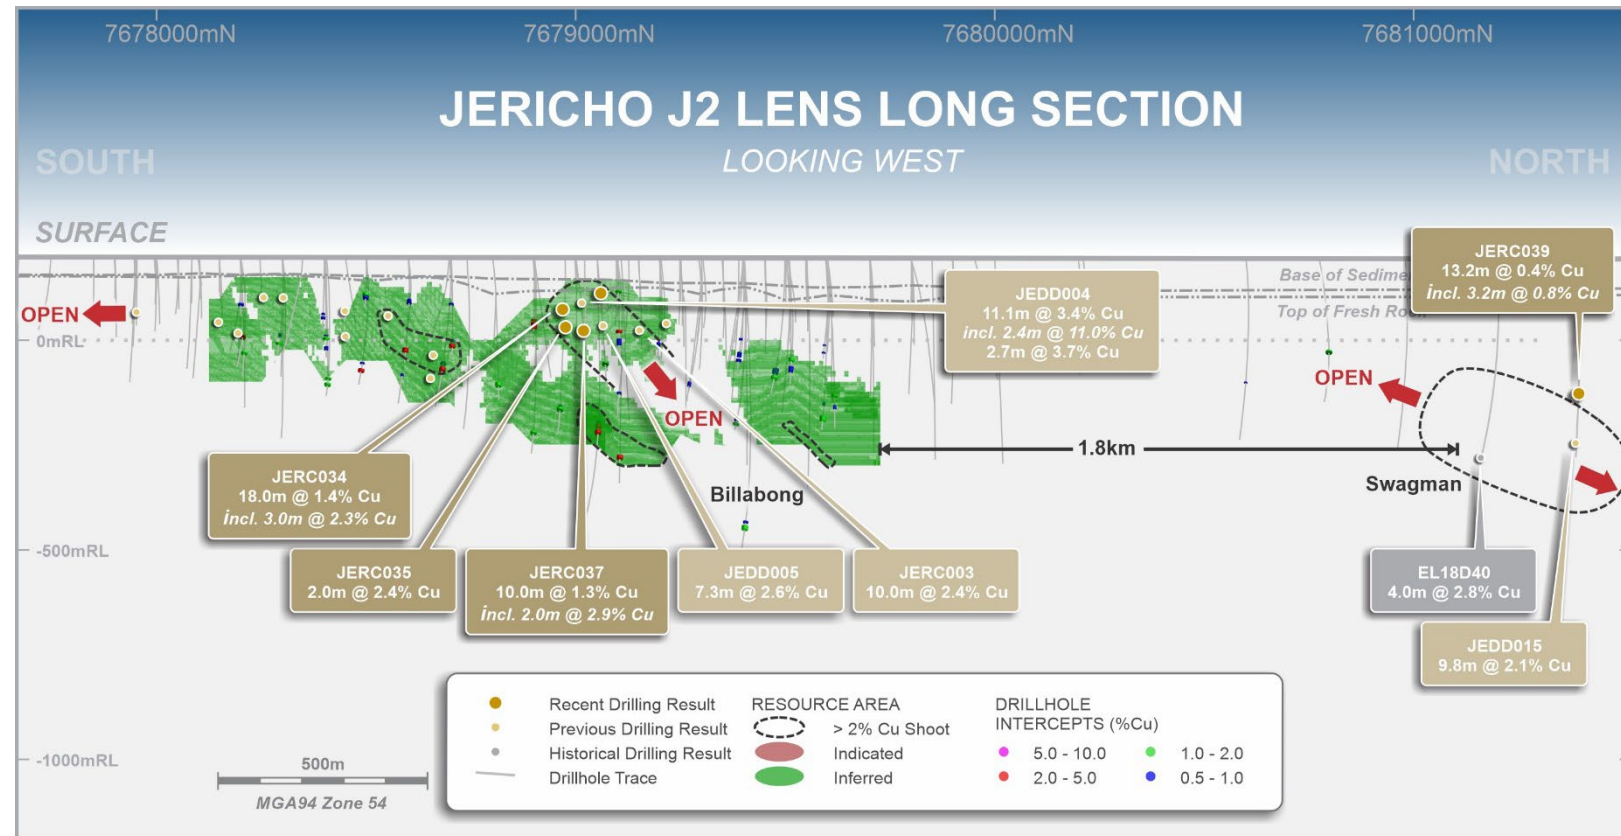 7678000mN
7679000mN
7680000mN
7681000mN
JERICHO J2 LENS LONG SECTION
LOOKING WEST
SOUTH
NORTH
SURFACE
JERC039
13.2m @ 0.4% Cu
incl. 3.2m @ 0.8% Cu
Base of
Top of Fresh
JEDD004
11.1m @ 3.4% Cu
incl. 2.4m @ 11.0% Cu
2.7m @ 3.7% Cu
OPEN
0mRL
OPEN
OPEN
1.8km
Billabong
Swagman
JERC034
18.0m @ 1.4% Cu
incl. 3.0m @ 2.3% Cu
-500mRL
JERC035
2.0m @ 2.4% Cu
JERC037
10.0m @ 1.3% Cu
incl. 2.0m @ 2.9% Cu
JEDD005
7.3m @ 2.6% Cu
JERC003
10.0m @ 2.4% Cu
EL18D40
4.0m @ 2.8% Cu
JEDD015
9.8m @ 2.1% Cu
-1000mRL
500m
MGA94 Zone 54
Recent Drilling Result
Previous Drilling Result
Historical Drilling Result
Drillhole Trace
RESOURCE AREA
> 2% Cu Shoot
Indicated
Inferred
DRILLHOLE
INTERCEPTS (%Cu)
5.0 - 10.0
2.0 - 5.0
1.0 - 2.0
0.5 - 1.0